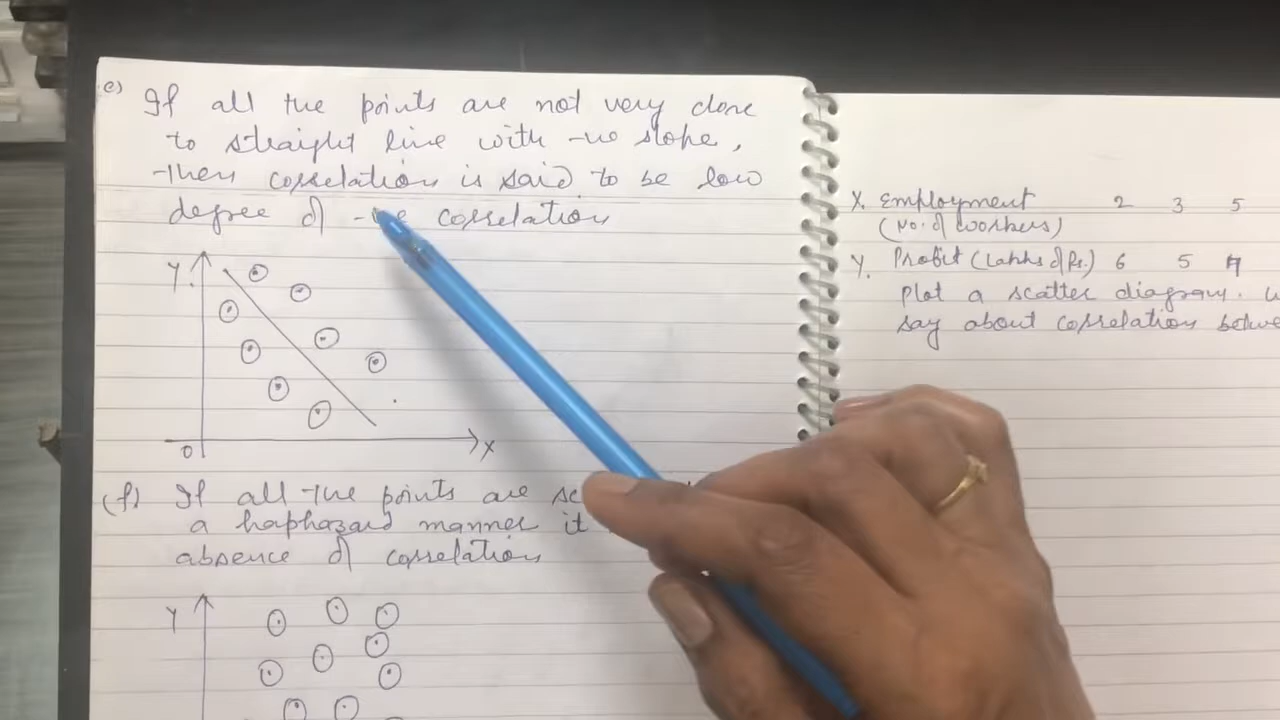 e) If all the points are not very close
to straight line with -ve slope,
then correlation is said to be low
degree of -ve correlation
Y
O
X
(f) If all the points are
a haphazard manner it
absence of correlation
Y
X. Employment 2 3 5
(No. of workers)
Y. Profit (Lakhs of Rs.) 6 5 7
Plot a scatter diagram.
say about correlation